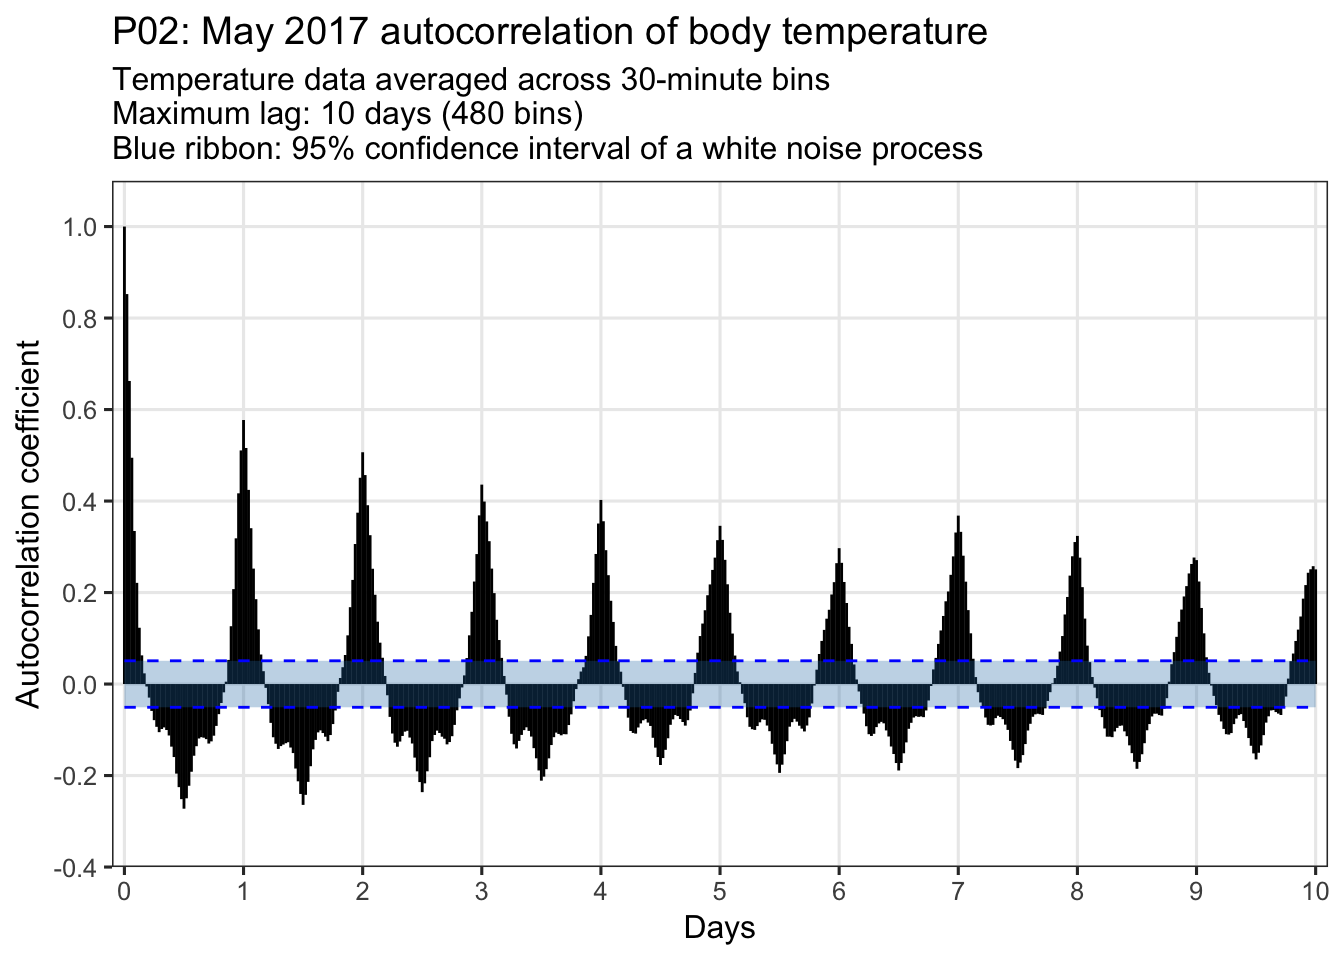 P02: May 2017 autocorrelation of body temperature
Temperature data averaged across 30-minute bins
Maximum lag: 10 days (480 bins)
Blue ribbon: 95% confidence interval of a white noise process
Autocorrelation coefficient
1.0
0.8
0.6
0.4
0.2
0.0
-0.2
-0.4
0 1 2 3 4 5 6 7 8 9 10
Days